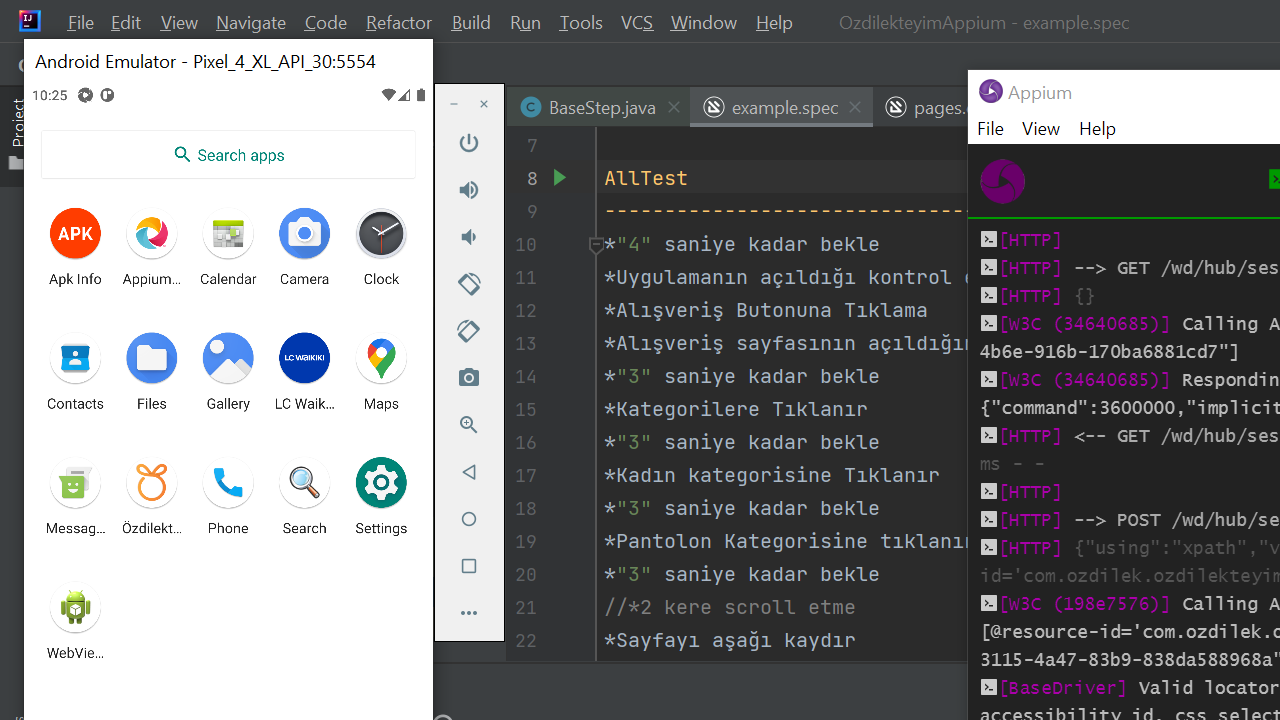 File Edit View Navigate Code Refactor Build Run Tools VCS Window Help OzdilekteyimAppium - example.spec
Android Emulator - Pixel_4_XL_API_30:5554
10:25
Search apps
APK
Apk Info Appium... Calendar Camera Clock
LC WAIKIKI
Contacts Files Gallery LC Waik... Maps
Messag... Özdilekt... Phone Search Settings
WebVie...
Project
BaseStep.java example.spec pages.
7
8 AllTest
9 -------------------------------
10 *"4" saniye kadar bekle
11 *Uygulamanın açıldığı kontrol
12 *Alışveriş Butonuna Tıklama
13 *Alışveriş sayfasının açıldığın
14 *"3" saniye kadar bekle
15 *Kategorilere Tıklanır
16 *"3" saniye kadar bekle
17 *Kadın kategorisine Tıklanır
18 *"3" saniye kadar bekle
19 *Pantolon Kategorisine tıklanır
20 *"3" saniye kadar bekle
21 //*2 kere scroll etme
22 *Sayfayı aşağı kaydır
Appium
File View Help
[HTTP]
[HTTP] --> GET /wd/hub/ses
[HTTP] {}
[W3C (34640685)] Calling A
4b6e-916b-170ba6881cd7"]
[W3C (34640685)] Respondin
{"command":3600000,"implicit
[HTTP] <-- GET /wd/hub/ses
ms - -
[HTTP]
[HTTP] --> POST /wd/hub/se
[HTTP] {"using":"xpath","v
id='com.ozdilek.ozdilekteyim
[W3C (198e7576)] Calling A
[@resource-id='com.ozdilek.o
3115-4a47-83b9-838da588968a"
[BaseDriver] Valid locator
accessibility id, css select